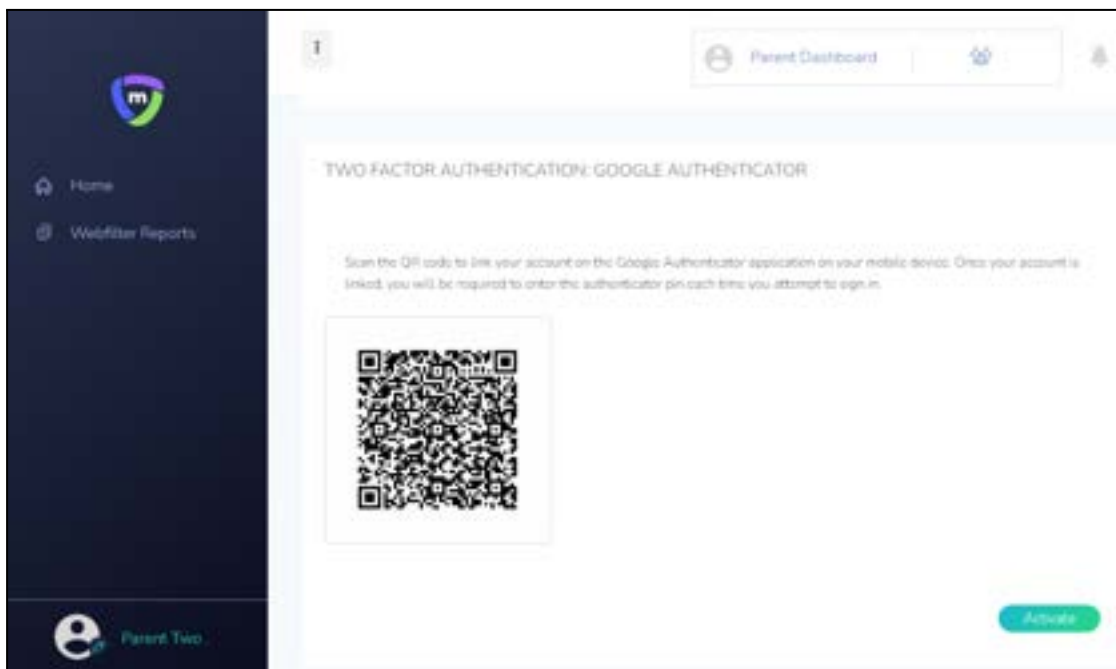 m
Home
Webfilter Reports
Parent Two
Parent Dashboard
TWO FACTOR AUTHENTICATION: GOOGLE AUTHENTICATOR
Scan the QR code to link your account on the Google Authenticator application on your mobile device. Once your account is
linked, you will be required to enter the authenticator pin each time you attempt to sign in.
Activate